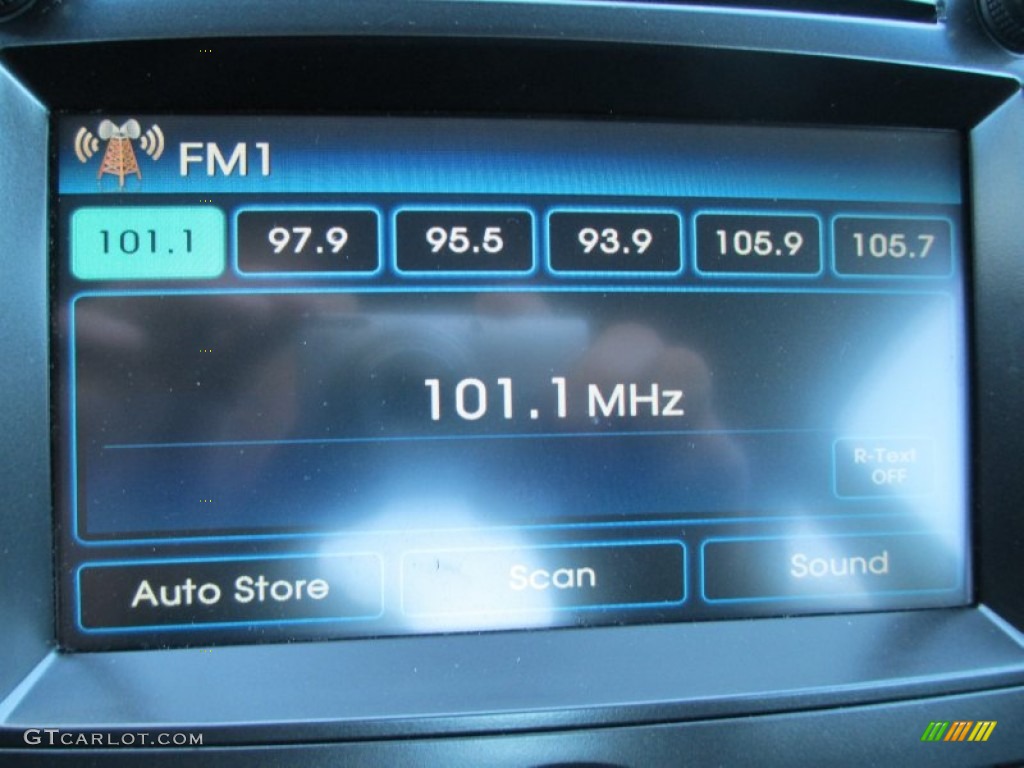 FM1
101.1 97.9 95.5 93.9 105.9 105.7
101.1 MHz
R-Text
OFF
Auto Store Scan Sound
GTCARLOT.COM